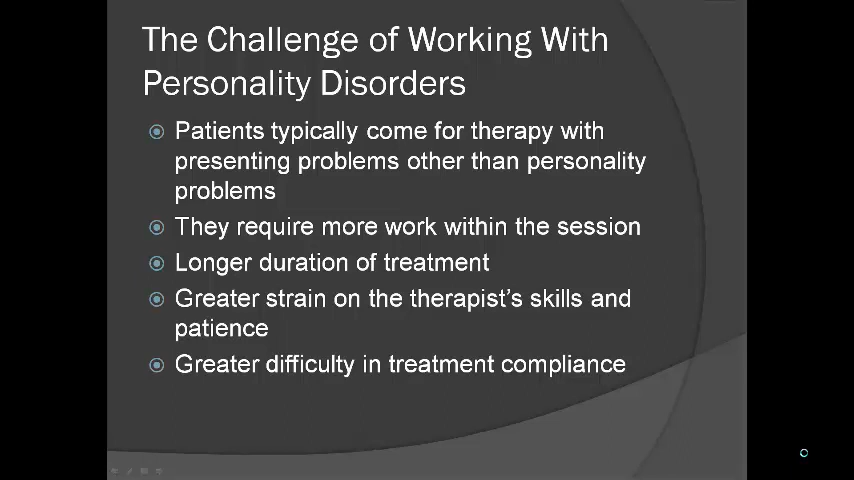 The Challenge of Working With
Personality Disorders
Patients typically come for therapy with
presenting problems other than personality
problems
They require more work within the session
Longer duration of treatment
Greater strain on the therapist's skills and
patience
Greater difficulty in treatment compliance